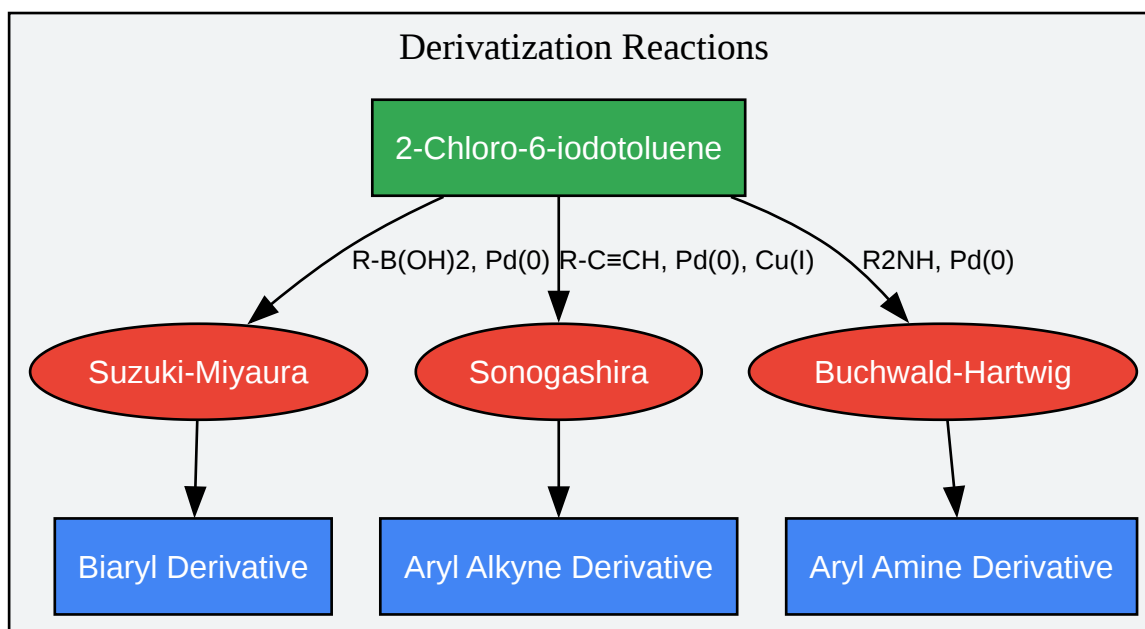 Derivatization Reactions
2-Chloro-6-iodotoluene
R-B(OH)2, Pd(0)
R-C≡CH, Pd(0), Cu(I)
R2NH, Pd(0)
Suzuki-Miyaura
Sonogashira
Buchwald-Hartwig
Biaryl Derivative
Aryl Alkyne Derivative
Aryl Amine Derivative